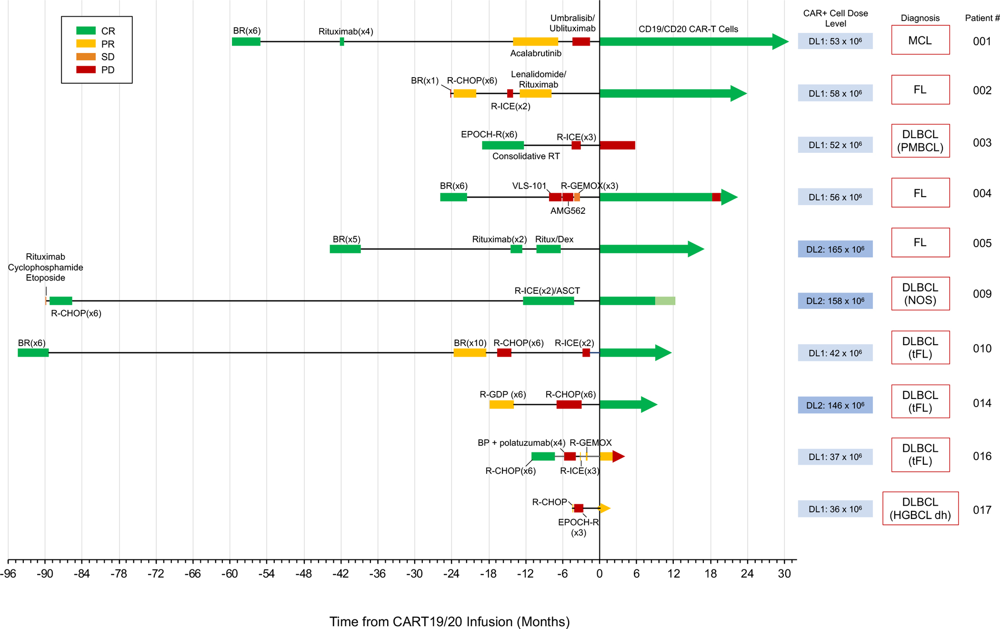 CR
PR
SD
PD
CAR+ Cell Dose
Level
Diagnosis
Patient #
BR(x6)
Rituximab(x4)
Umbralisib/
Ublituximab
CD19/CD20 CAR-T Cells
Acalabrutinib
DL1: 53 x 10⁶
MCL
001
BR(x1)
R-CHOP(x6)
Lenalidomide/
Rituximab
R-ICE(x2)
DL1: 58 x 10⁶
FL
002
EPOCH-R(x6)
R-ICE(x3)
Consolidative RT
DL1: 52 x 10⁶
DLBCL
(PMBCL)
003
BR(x6)
VLS-101
R-GEMOX(x3)
AMG562
DL1: 56 x 10⁶
FL
004
BR(x5)
Rituximab(x2)
Ritux/Dex
DL2: 165 x 10⁶
FL
005
Rituximab
Cyclophosphamide
Etoposide
R-CHOP(x6)
R-ICE(x2)/ASCT
DL2: 158 x 10⁶
DLBCL
(NOS)
009
BR(x6)
BR(x10)
R-CHOP(x6)
R-ICE(x2)
DL1: 42 x 10⁶
DLBCL
(tFL)
010
R-GDP (x6)
R-CHOP(x6)
DL2: 146 x 10⁶
DLBCL
(tFL)
014
BP + polatuzumab(x4)
R-GEMOX
R-CHOP(x6)
R-ICE(x3)
DL1: 37 x 10⁶
DLBCL
(tFL)
016
R-CHOP
EPOCH-R
(x3)
DL1: 36 x 10⁶
DLBCL
(HGBCL dh)
017
-96 -90 -84 -78 -72 -66 -60 -54 -48 -42 -36 -30 -24 -18 -12 -6 0 6 12 18 24 30
Time from CART19/20 Infusion (Months)